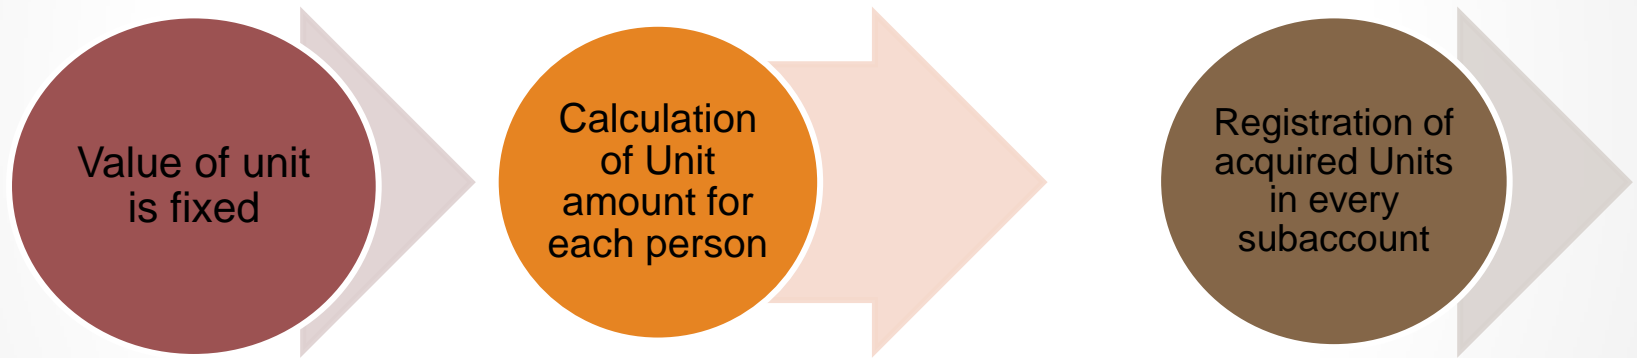 Value of unit
is fixed
Calculation
of Unit
amount for
each person
Registration of
acquired Units
in every
subaccount